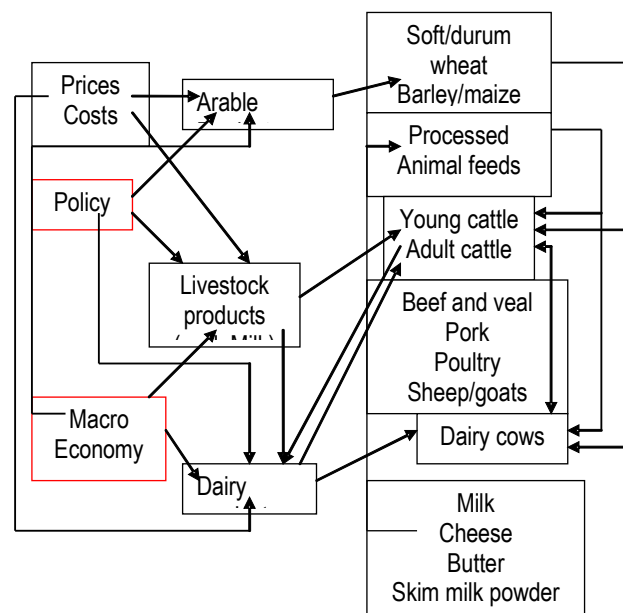 Prices
Costs
Policy
Macro
Economy
Arable
Livestock
products
Dairy
Soft/durum
wheat
Barley/maize
Processed
Animal feeds
Young cattle
Adult cattle
Beef and veal
Pork
Poultry
Sheep/goats
Dairy cows
Milk
Cheese
Butter
Skim milk powder